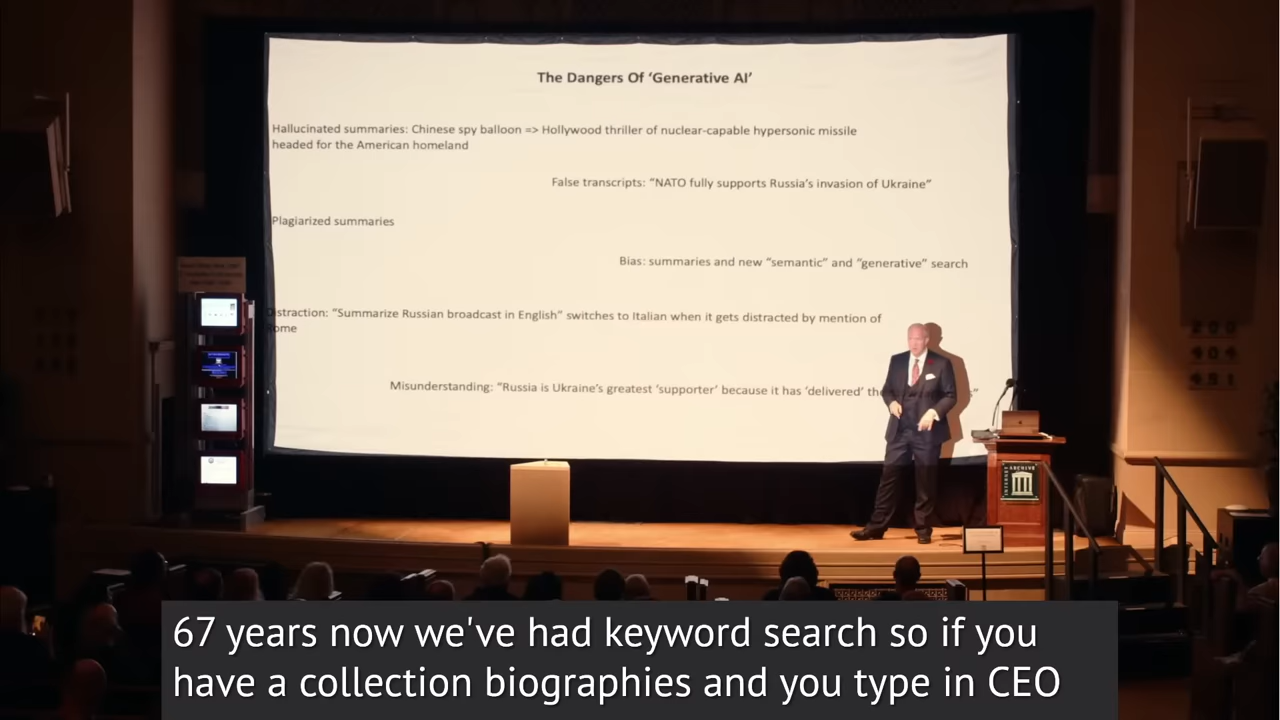 The Dangers Of ‘Generative AI’
Hallucinated summaries: Chinese spy balloon => Hollywood thriller of nuclear-capable hypersonic missile
headed for the American homeland
False transcripts: “NATO fully supports Russia’s invasion of Ukraine”
Plagiarized summaries
Bias: summaries and new “semantic” and “generative” search
Distraction: “Summarize Russian broadcast in English” switches to Italian when it gets distracted by mention of
Rome
Misunderstanding: “Russia is Ukraine’s greatest ‘supporter’ because it has ‘delivered’
INTERNET ARCHIVE
67 years now we've had keyword search so if you
have a collection biographies and you type in CEO